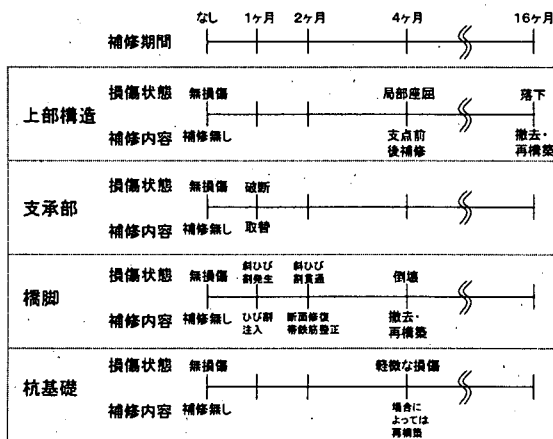 なし 1ヶ月 2ヶ月 4ヶ月 16ヶ月
補修期間
損傷状態 無損傷 局部座屈 落下
上部構造
補修内容 補修無し 支点前 撤去・
後補修 再構築
損傷状態 無損傷 破断
支承部
補修内容 補修無し 取替
斜ひび 斜ひび
損傷状態 無損傷 割発生 割貫通 倒壊
橋脚
補修内容 補修無し ひび割 断面修復 撤去・
注入 帯鉄筋整正 再構築
損傷状態 無損傷 軽微な損傷
杭基礎
補修内容 補修無し 場合に
よっては
再構築